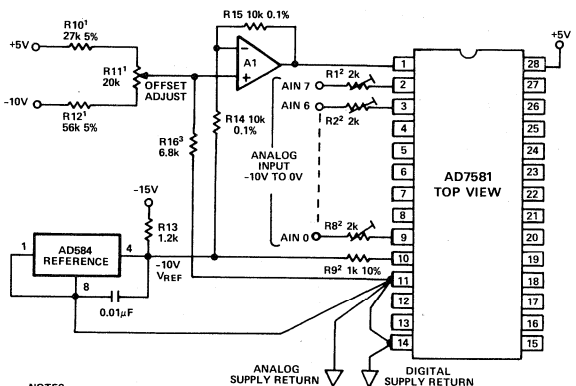 R15 10k 0.1%
R10¹
27k 5%
+5V
R11¹
20k
OFFSET
ADJUST
-10V
R12¹
56k 5%
−
+
A1
R14 10k
0.1%
R16³
6.8k
AIN 7
R1² 2k
AIN 6
R2² 2k
ANALOG
INPUT
-10V TO 0V
AIN 0
R8² 2k
R9² 1k 10%
-15V
R13
1.2k
1
AD584
REFERENCE
4
8
-10V
VREF
0.01µF
AD7581
TOP VIEW
+5V
1
2
3
4
5
6
7
8
9
10
11
12
13
14
28
27
26
25
24
23
22
21
20
19
18
17
16
15
ANALOG
SUPPLY RETURN
DIGITAL
SUPPLY RETURN